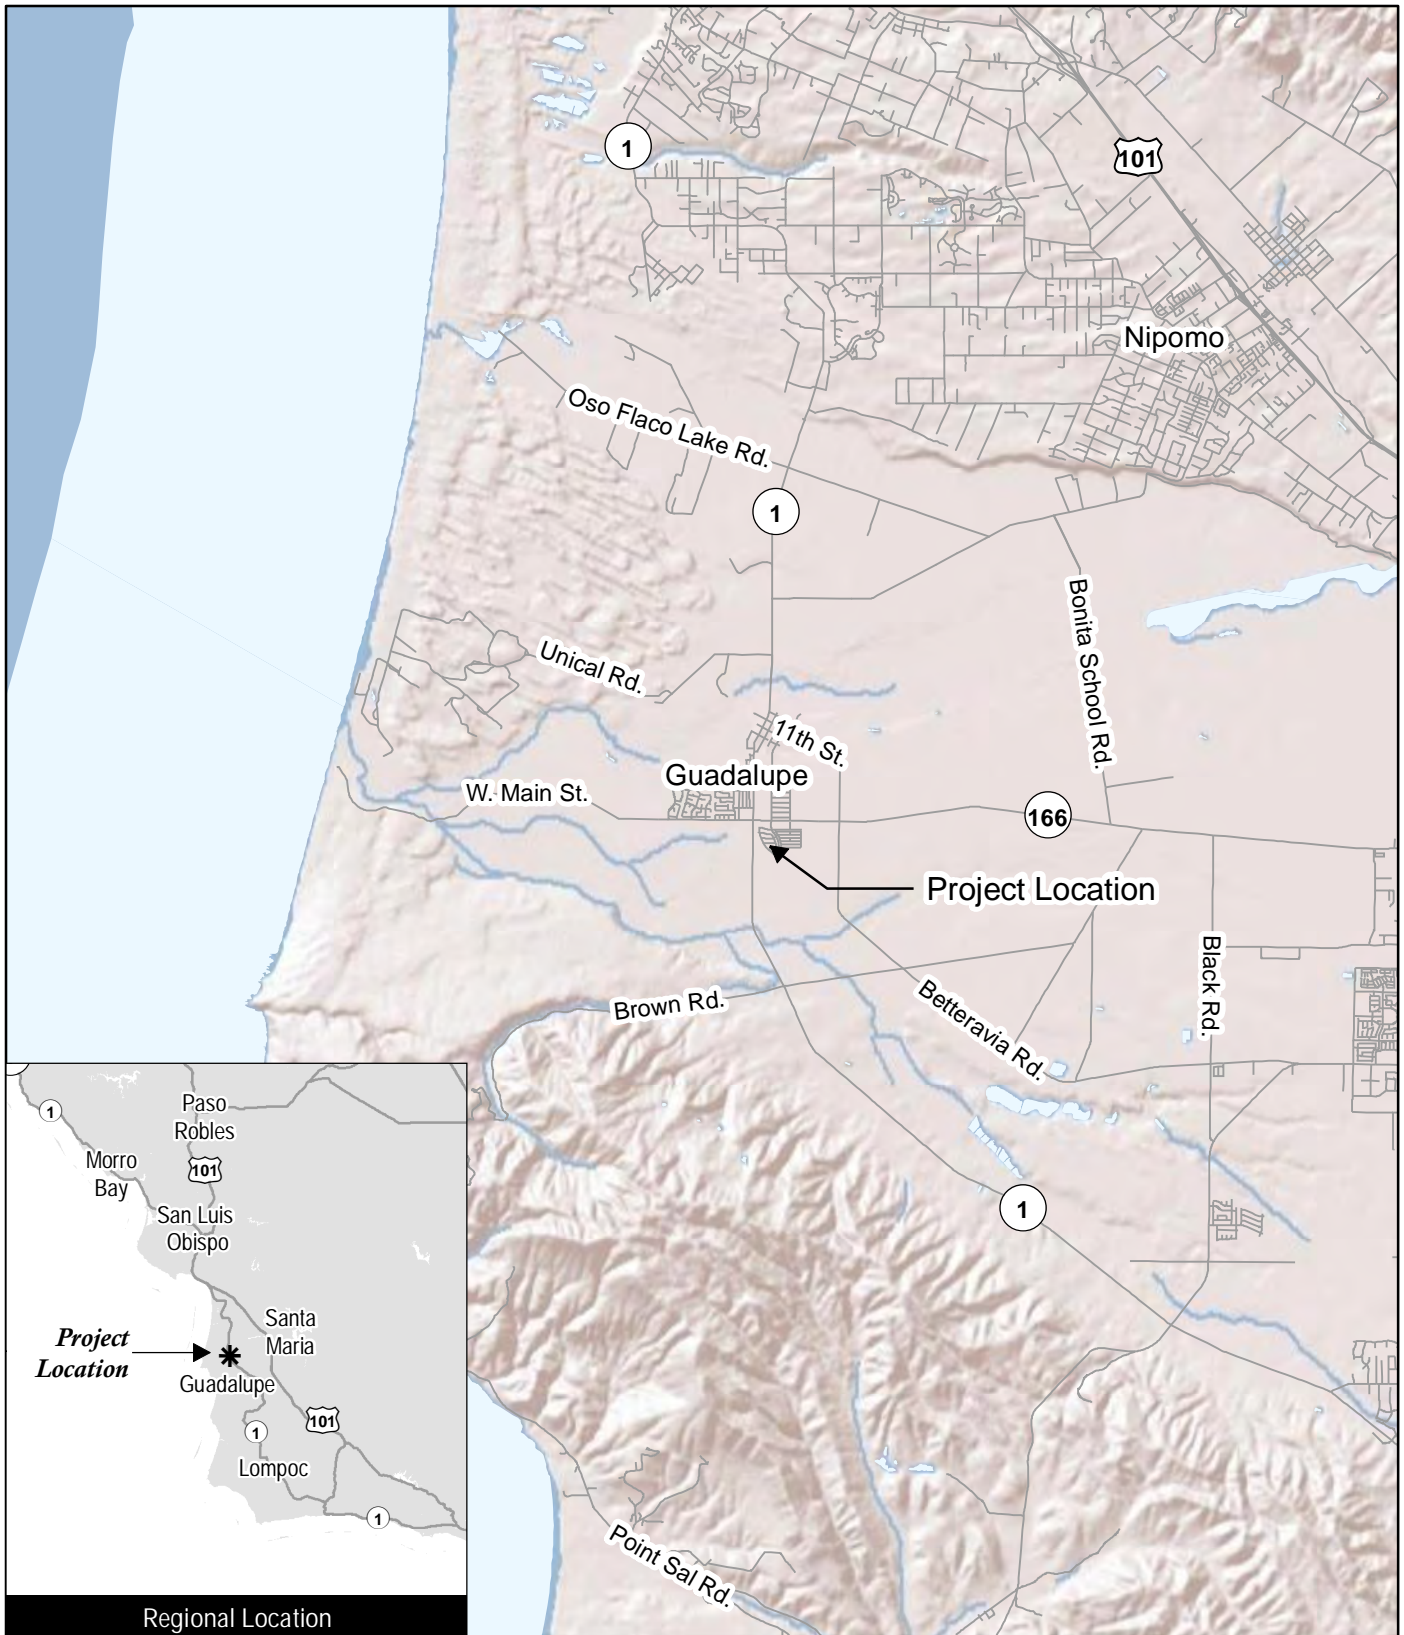 1
101
Nipomo
Oso Flaco Lake Rd.
1
Bonita School Rd.
Unical Rd.
11th St.
Guadalupe
W. Main St.
166
Project Location
Black Rd.
Betteravia Rd.
Brown Rd.
1
Point Sal Rd.
1
Paso
Robles
101
Morro
Bay
San Luis
Obispo
Santa
Maria
Project
Location
Guadalupe
101
1
Lompoc
1
Regional Location